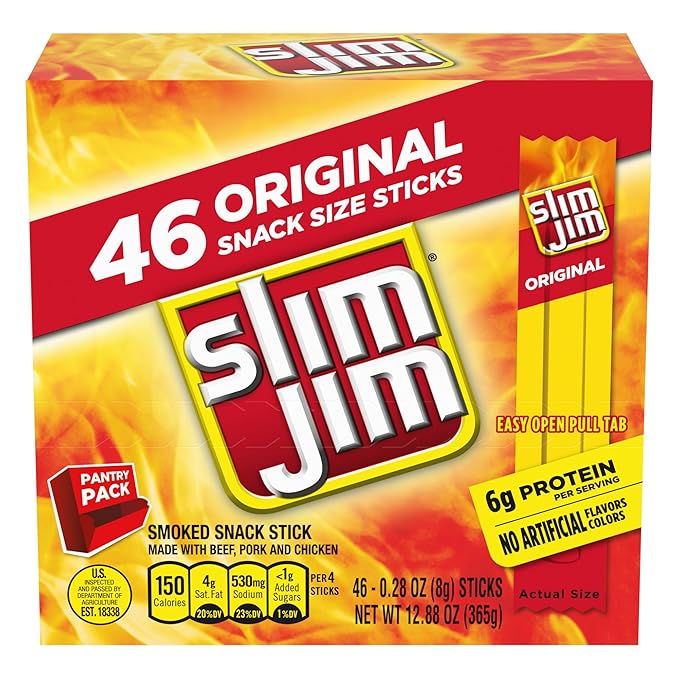 slim
Jim
46 ORIGINAL
SNACK SIZE STICKS
slim
Jim
®
slim
Jim
ORIGINAL
EASY OPEN PULL TAB
6g PROTEIN
PER SERVING
NO ARTIFICIAL FLAVORS
COLORS
PANTRY
PACK
SMOKED SNACK STICK
MADE WITH BEEF, PORK AND CHICKEN
U.S.
INSPECTED
AND PASSED BY
DEPARTMENT OF
AGRICULTURE
EST. 18338
150
Calories
4g
Sat. Fat
20%DV
530mg
Sodium
23%DV
<1g
Added
Sugars
1%DV
PER 4
STICKS
46 - 0.28 OZ (8g) STICKS
NET WT 12.88 OZ (365g)
Actual Size